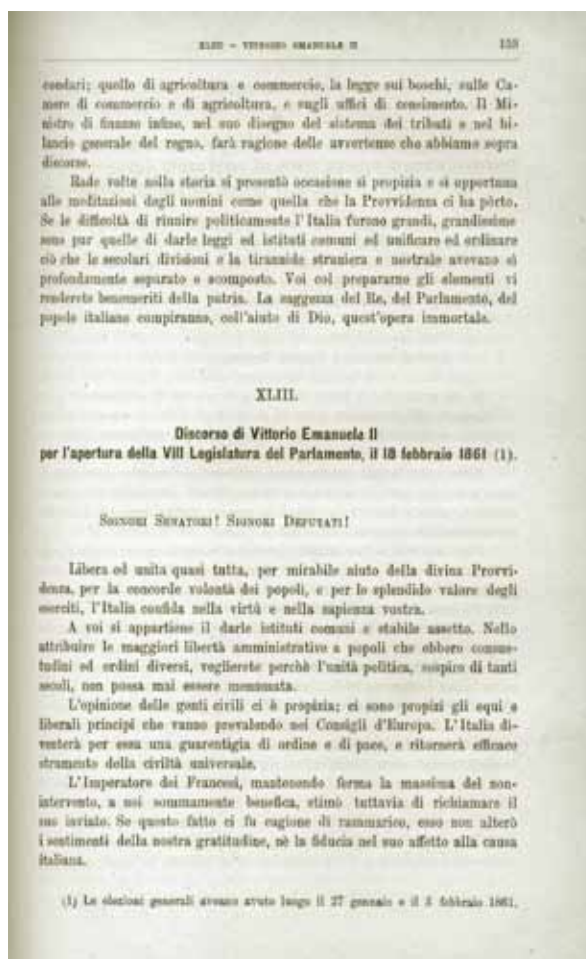 XLIII — VITTORIO EMANUELE II 153
condari; quello di agricoltura e commercio, la legge sui boschi, sulle Ca-
mere di commercio e di agricoltura, e sugli uffici di censimento. Il Mi-
nistro di finanze infine, nel suo disegno del sistema dei tributi e nel bi-
lancio generale del regno, farà ragione delle avvertenze che abbiamo sopra
discorse.
Rade volte nella storia si presentò occasione sì propizia e sì opportuna
alle meditazioni degli uomini come quella che la Provvidenza ci ha pòrto.
Se le difficoltà di riunire politicamente l'Italia furono grandi, grandissime
sono pur quelle di darle leggi ed istituti comuni ed unificare ed ordinare
ciò che le secolari divisioni e la tirannide straniera e nostrale avevano sì
profondamente separato e scomposto. Voi col prepararne gli elementi vi
renderete benemeriti della patria. La saggezza del Re, del Parlamento, del
popolo italiano compiranno, coll'aiuto di Dio, quest'opera immortale.
XLIII.
Discorso di Vittorio Emanuele II
per l'apertura della VIII Legislatura del Parlamento, il 18 febbraio 1861 (1).
SIGNORI SENATORI! SIGNORI DEPUTATI!
Libera ed unita quasi tutta, per mirabile aiuto della divina Provvi-
denza, per la concorde volontà dei popoli, e per lo splendido valore degli
eserciti, l'Italia confida nella virtù e nella sapienza vostra.
A voi si appartiene il darle istituti comuni e stabile assetto. Nello
attribuire le maggiori libertà amministrative a popoli che ebbero consue-
tudini ed ordini diversi, veglierete perchè l'unità politica, sospiro di tanti
secoli, non possa mai essere menomata.
L'opinione delle genti civili ci è propizia; ci sono propizi gli equi e
liberali principi che vanno prevalendo nei Consigli d'Europa. L'Italia di-
venterà per essa una guarentigia di ordine e di pace, e ritornerà efficace
strumento della civiltà universale.
L'Imperatore dei Francesi, mantenendo ferma la massima del non-
intervento, a noi sommamente benefica, stimò tuttavia di richiamare il
suo inviato. Se questo fatto ci fu cagione di rammarico, esso non alterò
i sentimenti della nostra gratitudine, nè la fiducia nel suo affetto alla causa
italiana.
(1) Le elezioni generali avevano avuto luogo il 27 gennaio e il 3 febbraio 1861.